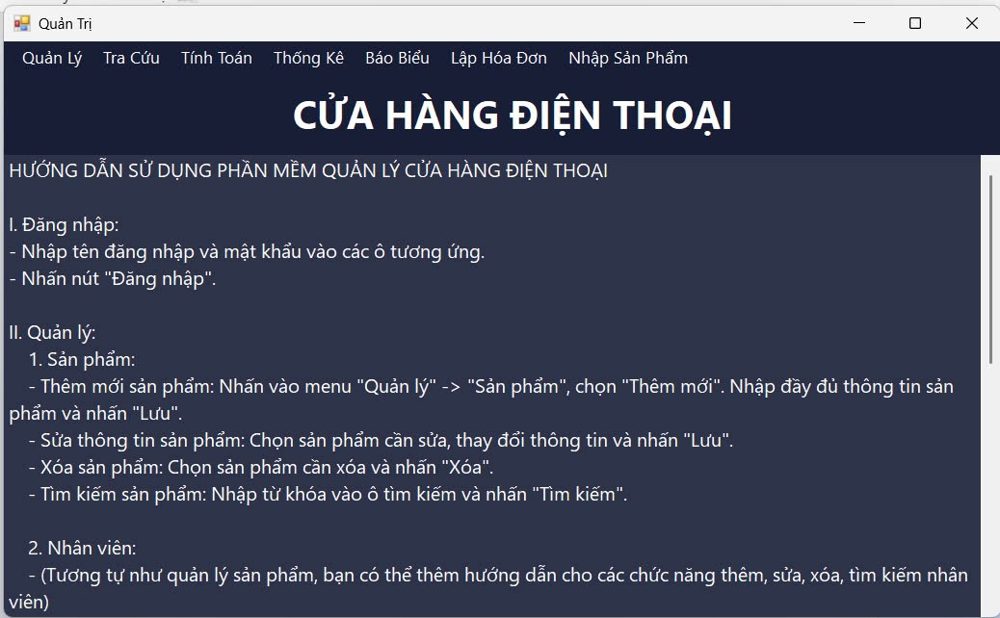 Quản Trị
Quản Lý Tra Cứu Tính Toán Thống Kê Báo Biểu Lập Hóa Đơn Nhập Sản Phẩm
CỬA HÀNG ĐIỆN THOẠI
HƯỚNG DẪN SỬ DỤNG PHẦN MỀM QUẢN LÝ CỬA HÀNG ĐIỆN THOẠI
I. Đăng nhập:
- Nhập tên đăng nhập và mật khẩu vào các ô tương ứng.
- Nhấn nút "Đăng nhập".
II. Quản lý:
1. Sản phẩm:
- Thêm mới sản phẩm: Nhấn vào menu "Quản lý" -> "Sản phẩm", chọn "Thêm mới". Nhập đầy đủ thông tin sản
phẩm và nhấn "Lưu".
- Sửa thông tin sản phẩm: Chọn sản phẩm cần sửa, thay đổi thông tin và nhấn "Lưu".
- Xóa sản phẩm: Chọn sản phẩm cần xóa và nhấn "Xóa".
- Tìm kiếm sản phẩm: Nhập từ khóa vào ô tìm kiếm và nhấn "Tìm kiếm".
2. Nhân viên:
- (Tương tự như quản lý sản phẩm, bạn có thể thêm hướng dẫn cho các chức năng thêm, sửa, xóa, tìm kiếm nhân
viên)